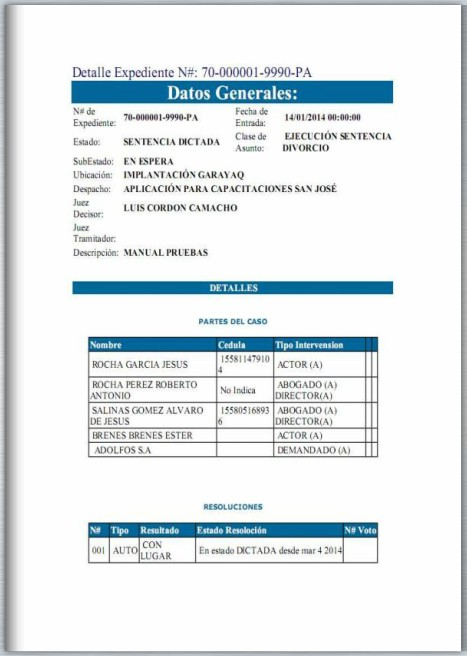 Detalle Expediente N#: 70-000001-9990-PA
Datos Generales:
N# de Expediente: 70-000001-9990-PA Fecha de Entrada: 14/01/2014 00:00:00
Estado: SENTENCIA DICTADA Clase de Asunto: EJECUCIÓN SENTENCIA DIVORCIO
SubEstado: EN ESPERA
Ubicación: IMPLANTACIÓN GARAYAQ
Despacho: APLICACIÓN PARA CAPACITACIONES SAN JOSÉ
Juez Decisor: LUIS CORDON CAMACHO
Juez
Tramitador:
Descripción: MANUAL PRUEBAS
DETALLES
PARTES DEL CASO
Nombre Cedula Tipo Intervension
ROCHA GARCIA JESUS 15581147910 4 ACTOR (A)
ROCHA PEREZ ROBERTO ANTONIO No Indica ABOGADO (A) DIRECTOR(A)
SALINAS GOMEZ ALVARO DE JESUS 15580516893 6 ABOGADO (A) DIRECTOR(A)
BRENES BRENES ESTER ACTOR (A)
ADOLFOS S.A DEMANDADO (A)
RESOLUCIONES
N# Tipo Resultado Estado Resoloción N# Voto
001 AUTO CON LUGAR En estado DICTADA desde mar 4 2014